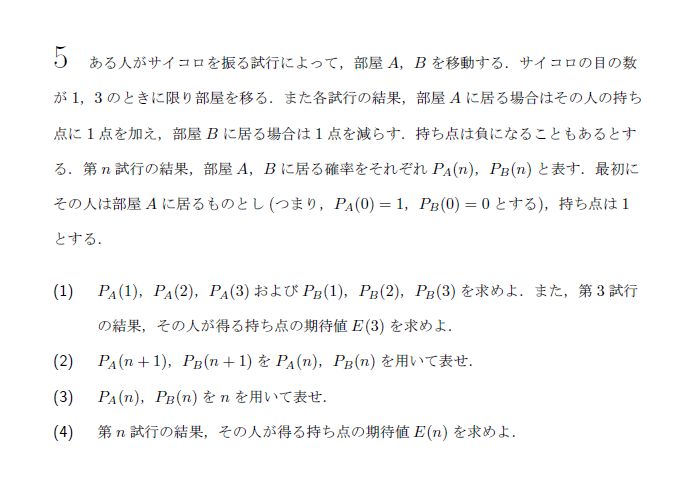 5 ある人がサイコロを振る試行によって，部屋 A，B を移動する．サイコロの目の数
が 1，3 のときに限り部屋を移る．また各試行の結果，部屋 A に居る場合はその人の持ち
点に 1 点を加え，部屋 B に居る場合は 1 点を減らす．持ち点は負になることもあるとす
る．第 n 試行の結果，部屋 A，B に居る確率をそれぞれ P_A(n)，P_B(n) と表す．最初に
その人は部屋 A に居るものとし (つまり，P_A(0) = 1，P_B(0) = 0 とする)，持ち点は 1
とする．
(1) P_A(1)，P_A(2)，P_A(3) および P_B(1)，P_B(2)，P_B(3) を求めよ．また，第 3 試行
の結果，その人が得る持ち点の期待値 E(3) を求めよ．
(2) P_A(n + 1)，P_B(n + 1) を P_A(n)，P_B(n) を用いて表せ．
(3) P_A(n)，P_B(n) を n を用いて表せ．
(4) 第 n 試行の結果，その人が得る持ち点の期待値 E(n) を求めよ．